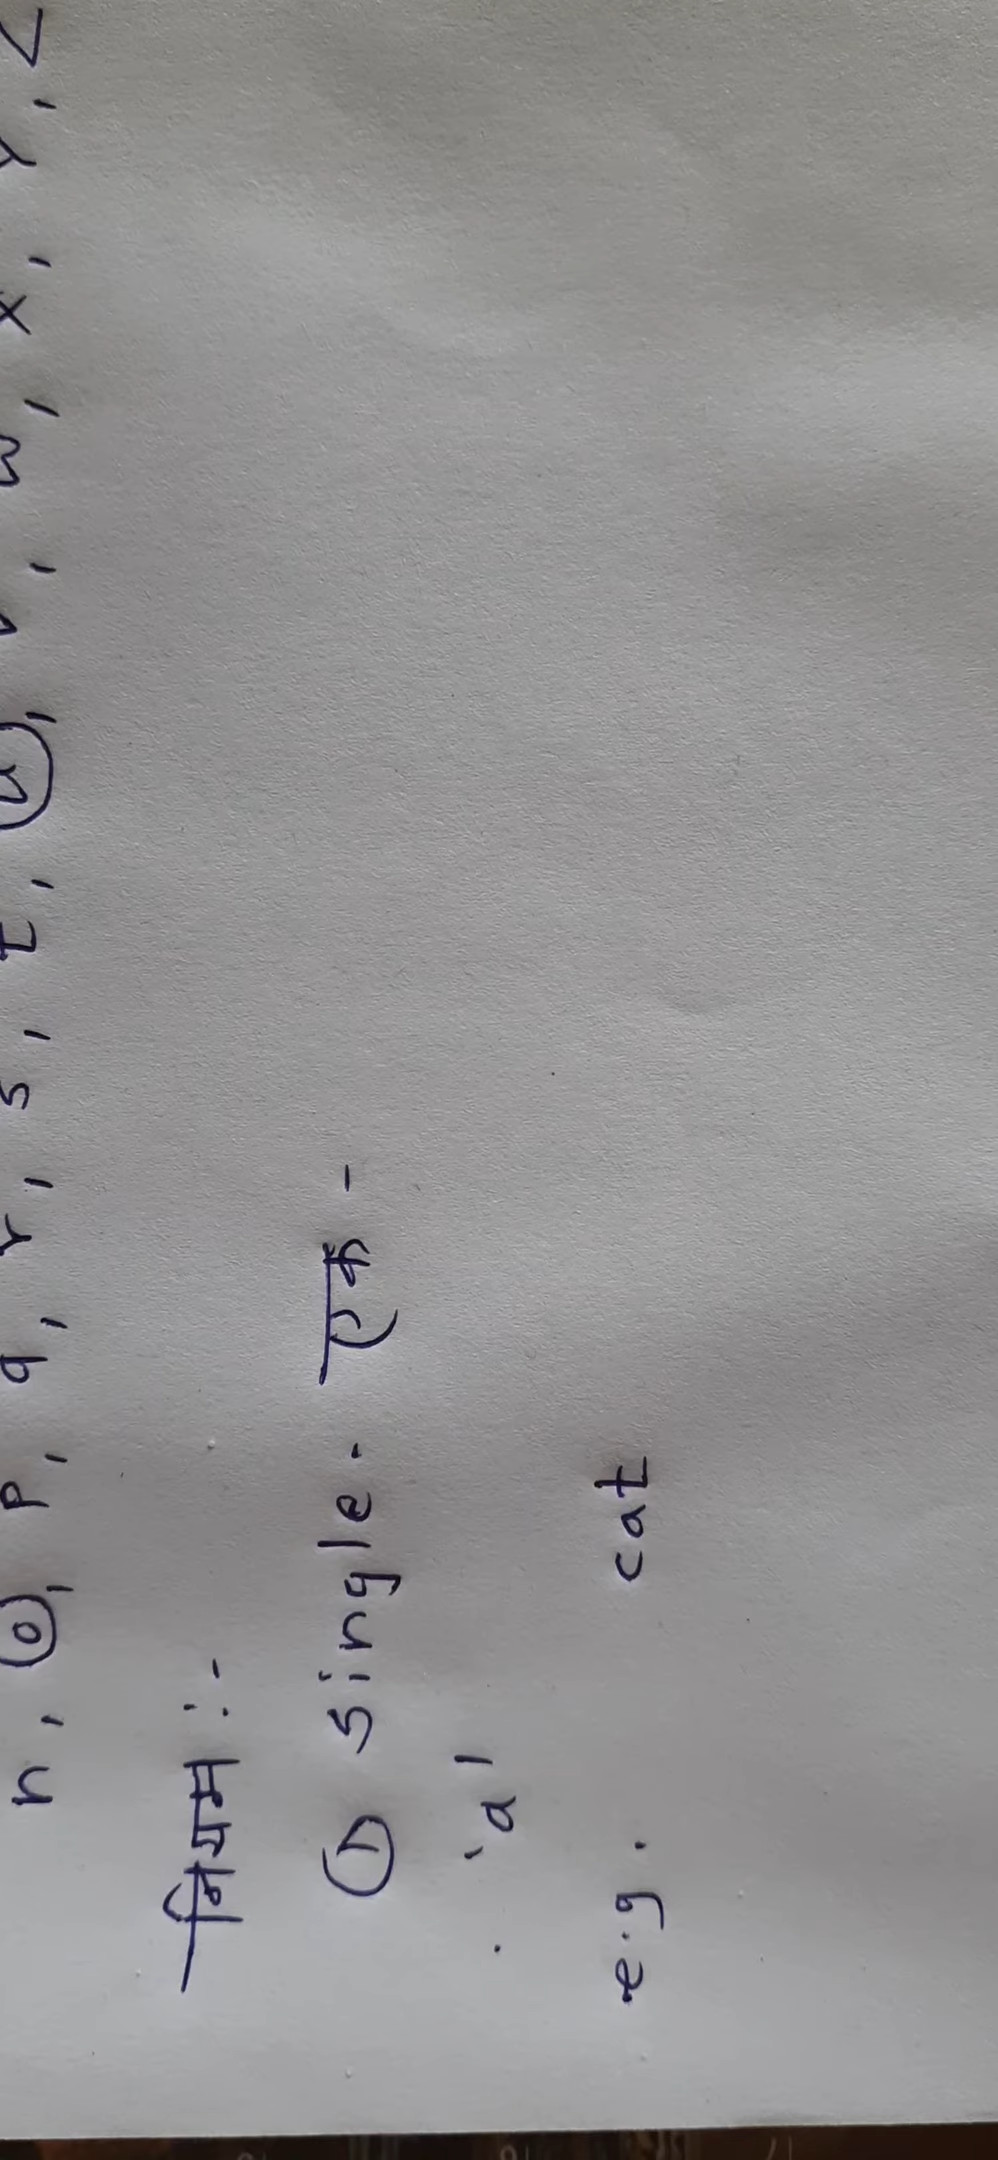 n, o, p, q, r, s, t, u, v, w, x, y, z
नियम :-
① single. एक -
. 'a'
e.g. cat